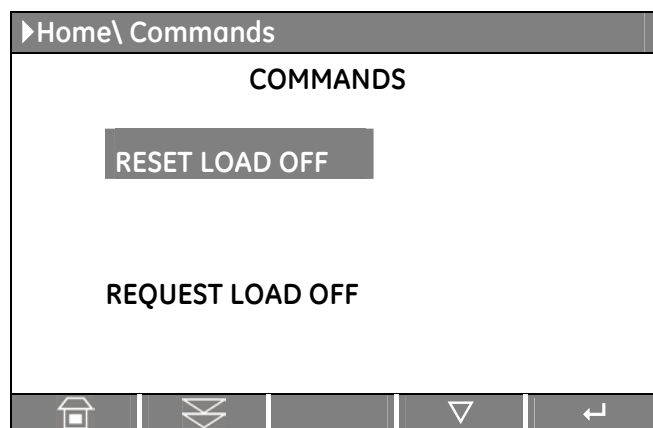 Home\ Commands
COMMANDS
RESET LOAD OFF
REQUEST LOAD OFF